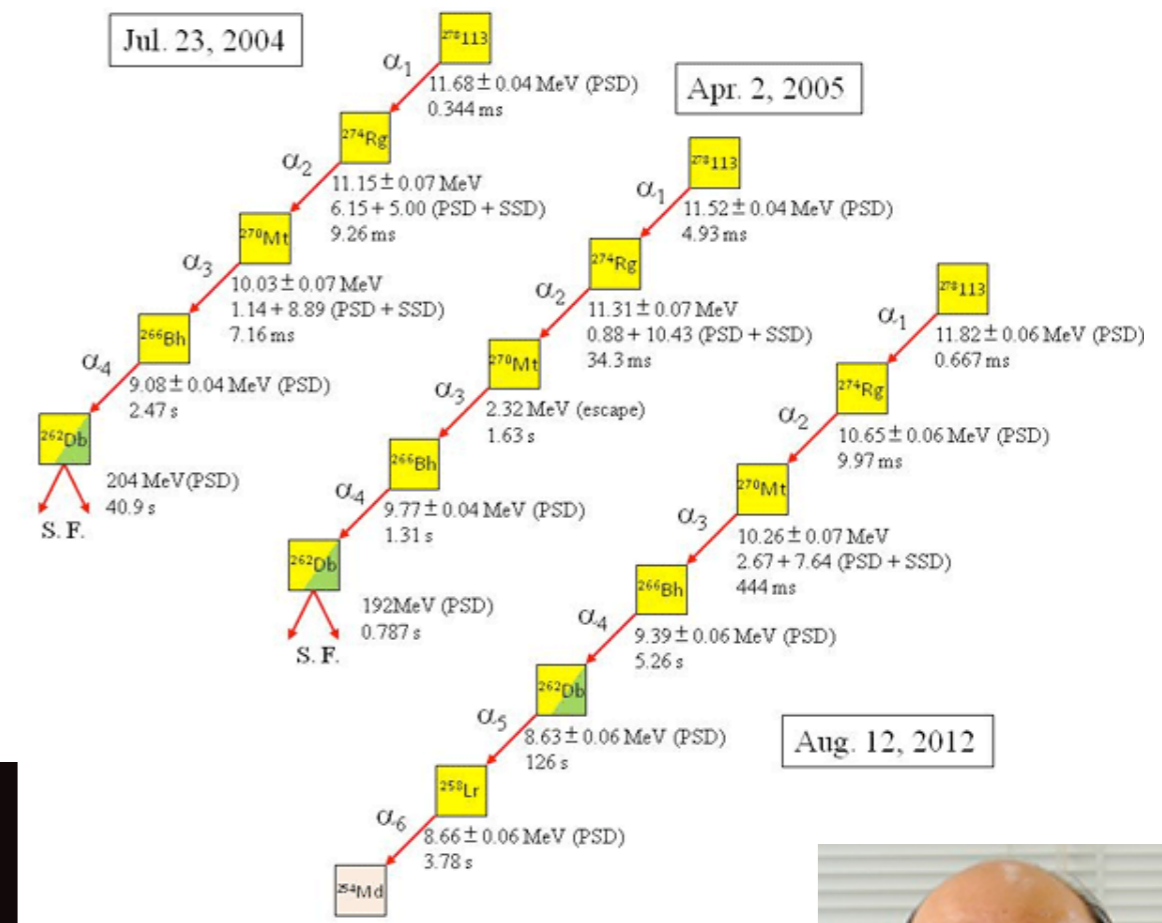 Jul. 23, 2004
²⁷⁸113
α₁
11.68 ± 0.04 MeV (PSD)
0.344 ms
²⁷⁴Rg
α₂
11.15 ± 0.07 MeV
6.15 + 5.00 (PSD + SSD)
9.26 ms
²⁷⁰Mt
α₃
10.03 ± 0.07 MeV
1.14 + 8.89 (PSD + SSD)
7.16 ms
²⁶⁶Bh
α₄
9.08 ± 0.04 MeV (PSD)
2.47 s
²⁶²Db
204 MeV(PSD)
40.9 s
S. F.
Apr. 2, 2005
²⁷⁸113
α₁
11.52 ± 0.04 MeV (PSD)
4.93 ms
²⁷⁴Rg
α₂
11.31 ± 0.07 MeV
0.88 + 10.43 (PSD + SSD)
34.3 ms
²⁷⁰Mt
α₃
2.32 MeV (escape)
1.63 s
²⁶⁶Bh
α₄
9.77 ± 0.04 MeV (PSD)
1.31 s
²⁶²Db
192MeV (PSD)
0.787 s
S. F.
²⁷⁸113
α₁
11.82 ± 0.06 MeV (PSD)
0.667 ms
²⁷⁴Rg
α₂
10.65 ± 0.06 MeV (PSD)
9.97 ms
²⁷⁰Mt
α₃
10.26 ± 0.07 MeV
2.67 + 7.64 (PSD + SSD)
444 ms
²⁶⁶Bh
α₄
9.39 ± 0.06 MeV (PSD)
5.26 s
²⁶²Db
α₅
8.63 ± 0.06 MeV (PSD)
126 s
²⁵⁸Lr
α₆
8.66 ± 0.06 MeV (PSD)
3.78 s
²⁵⁴Md
Aug. 12, 2012